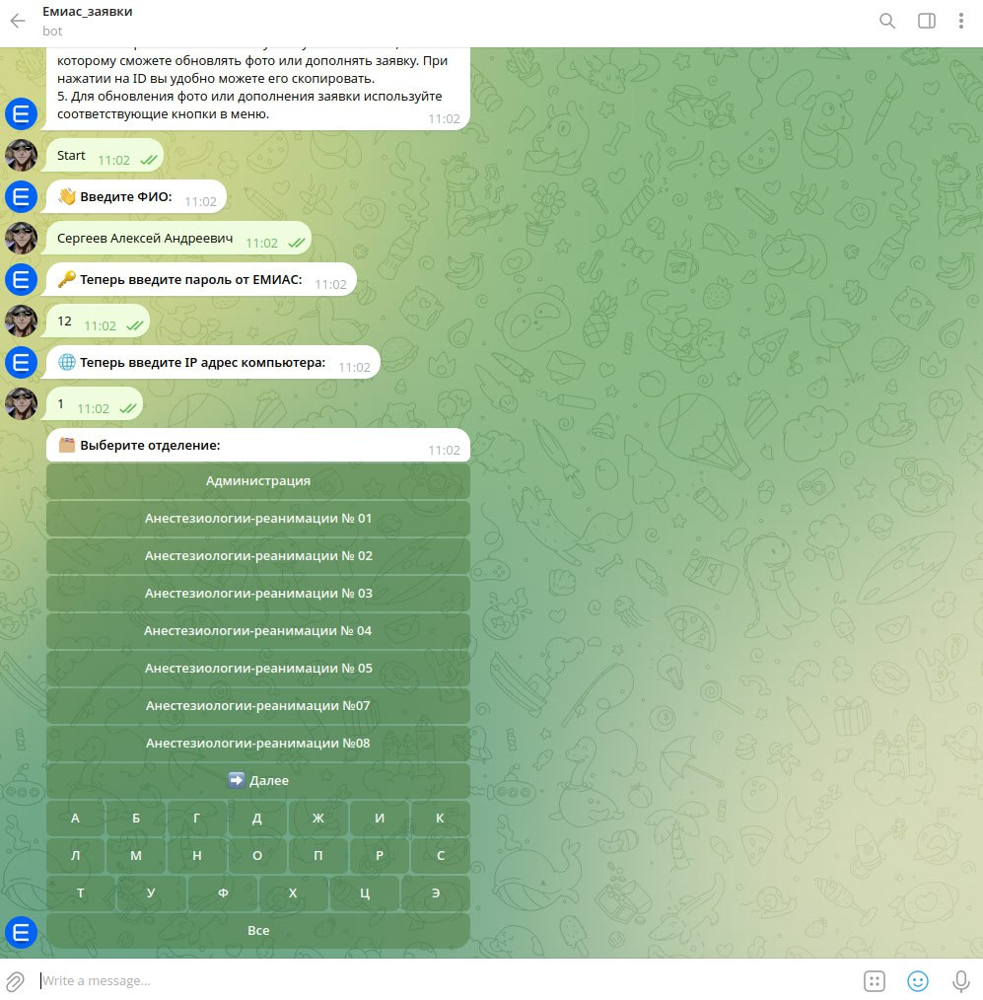 Емиас_заявки
bot
которому сможете обновлять фото или дополнять заявку. При
нажатии на ID вы удобно можете его скопировать.
5. Для обновления фото или дополнения заявки используйте
соответствующие кнопки в меню.
11:02
Start 11:02
Введите ФИО: 11:02
Сергеев Алексей Андреевич 11:02
Теперь введите пароль от ЕМИАС: 11:02
12 11:02
Теперь введите IP адрес компьютера: 11:02
1 11:02
Выберите отделение: 11:02
Администрация
Анестезиологии-реанимации № 01
Анестезиологии-реанимации № 02
Анестезиологии-реанимации № 03
Анестезиологии-реанимации № 04
Анестезиологии-реанимации № 05
Анестезиологии-реанимации №07
Анестезиологии-реанимации №08
Далее
А Б Г Д Ж И К
Л М Н О П Р С
Т У Ф Х Ц Э
Все
Write a message...